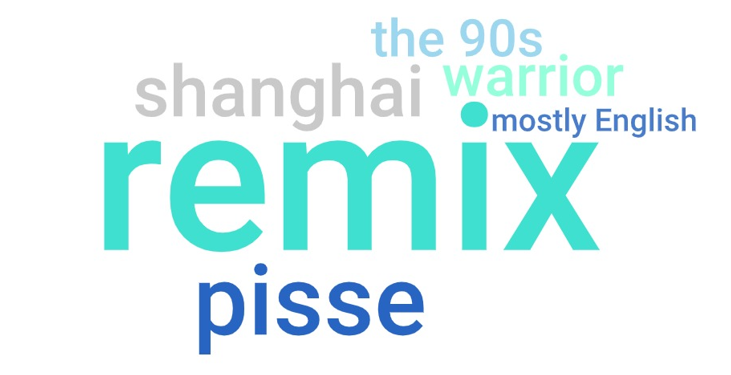 the 90s
shanghai
warrior
mostly English
remix
pisse